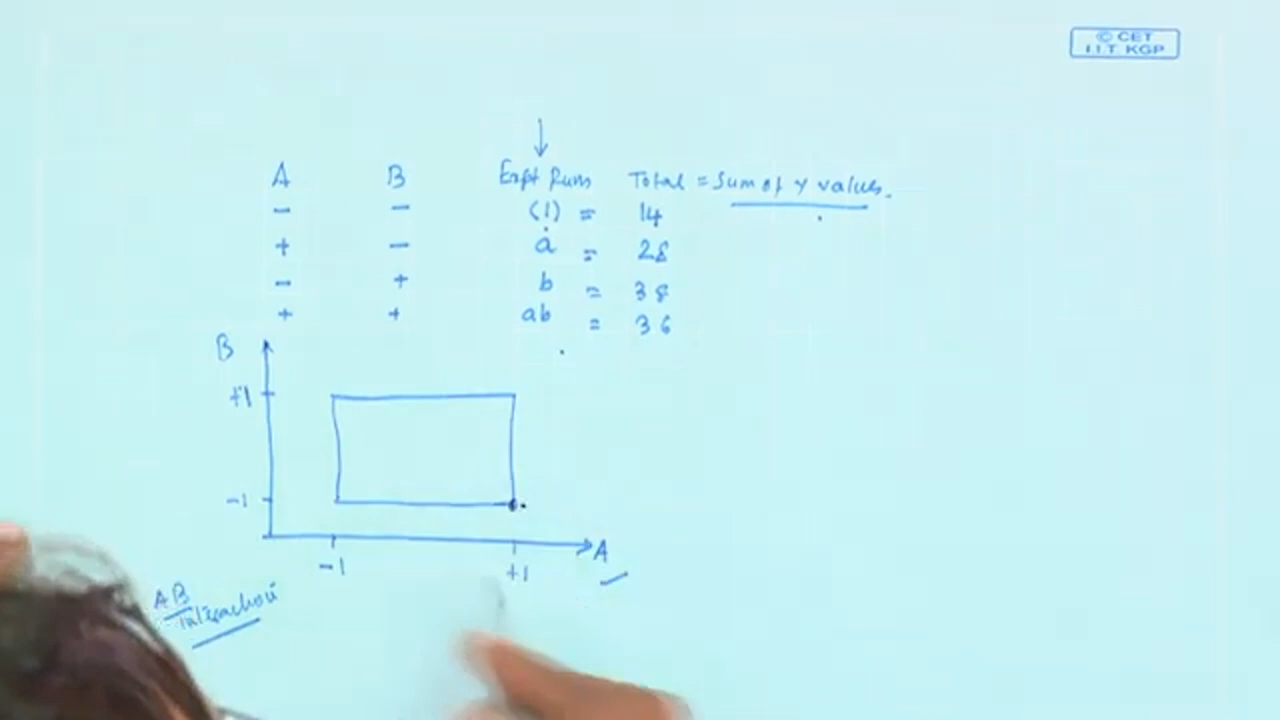 © CET
I.I.T. KGP
A B Expt Runs Total = Sum of y values.
- - (1) = 14
+ - a = 28
- + b = 38
+ + ab = 36
B
+1
-1
A
-1 +1
AB
Interaction